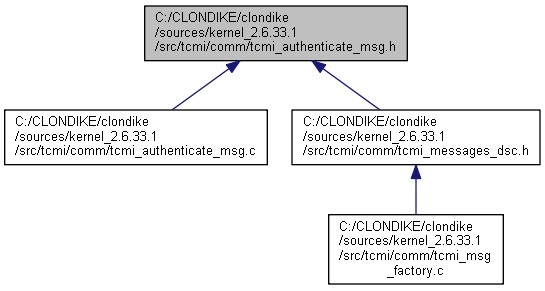 C:/CLONDIKE/clondike
/sources/kernel_2.6.33.1
/src/tcmi/comm/tcmi_authenticate_msg.h
C:/CLONDIKE/clondike
/sources/kernel_2.6.33.1
/src/tcmi/comm/tcmi_authenticate_msg.c
C:/CLONDIKE/clondike
/sources/kernel_2.6.33.1
/src/tcmi/comm/tcmi_messages_dsc.h
C:/CLONDIKE/clondike
/sources/kernel_2.6.33.1
/src/tcmi/comm/tcmi_msg
_factory.c